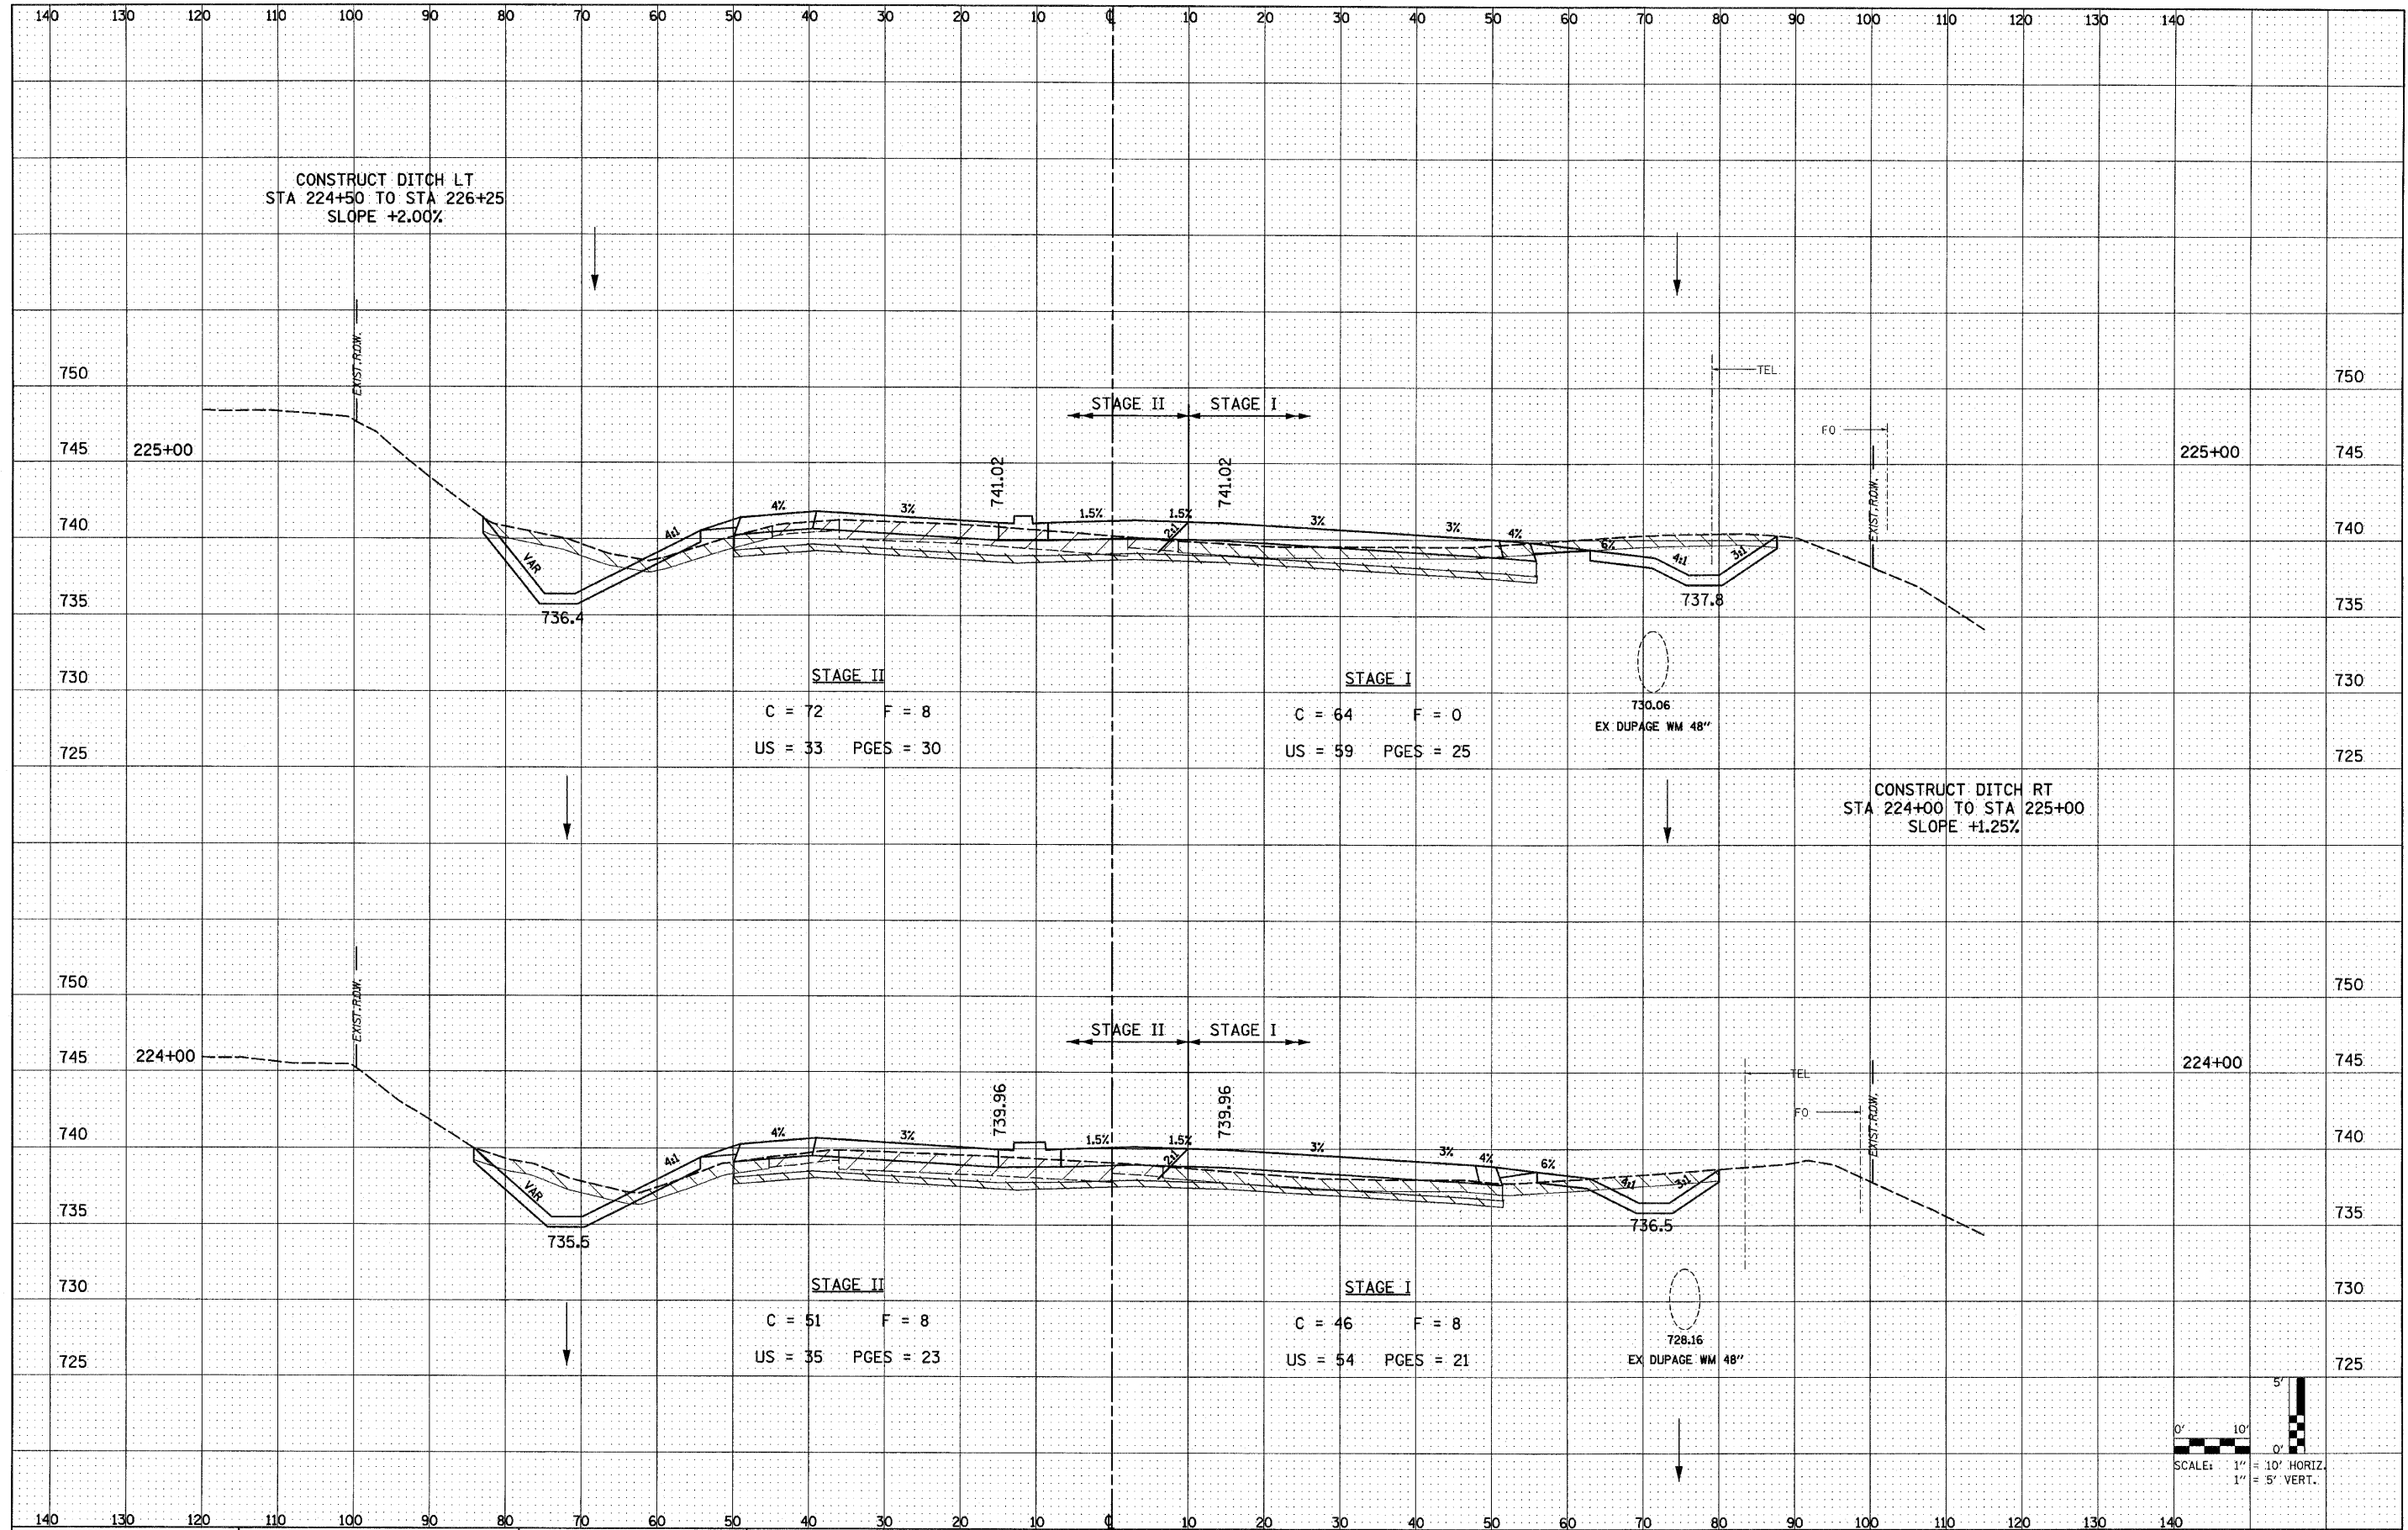 140 130 120 110 100 90 80 70 60 50 40 30 20 10 ℄ 10 20 30 40 50 60 70 80 90 100 110 120 130 140
CONSTRUCT DITCH LT
STA 224+50 TO STA 226+25
SLOPE +2.00%
EXIST. R.O.W.
750
750
TEL
STAGE II STAGE I
FO
745
225+00
741.02
741.02
EXIST. R.O.W.
225+00
745
740
4:1
4%
3%
1.5%
1.5%
2:1
3%
3%
4%
6%
4:1
3:1
740
VAR
735
736.4
737.8
735
730
STAGE II
STAGE I
730
C = 72 F = 8
C = 64 F = 0
730.06
EX DUPAGE WM 48"
725
US = 33 PGES = 30
US = 59 PGES = 25
725
CONSTRUCT DITCH RT
STA 224+00 TO STA 225+00
SLOPE +1.25%
EXIST. R.O.W.
750
750
STAGE II STAGE I
745
224+00
TEL
224+00
745
739.96
739.96
FO
EXIST. R.O.W.
740
4:1
4%
3%
1.5%
1.5%
2:1
3%
3%
4%
6%
4:1
3:1
740
VAR
735
735.5
736.5
735
730
STAGE II
STAGE I
730
C = 51 F = 8
C = 46 F = 8
728.16
EX DUPAGE WM 48"
725
US = 35 PGES = 23
US = 54 PGES = 21
725
5'
0' 10'
0'
SCALE: 1" = 10' HORIZ.
1" = 5' VERT.
140 130 120 110 100 90 80 70 60 50 40 30 20 10 ℄ 10 20 30 40 50 60 70 80 90 100 110 120 130 140